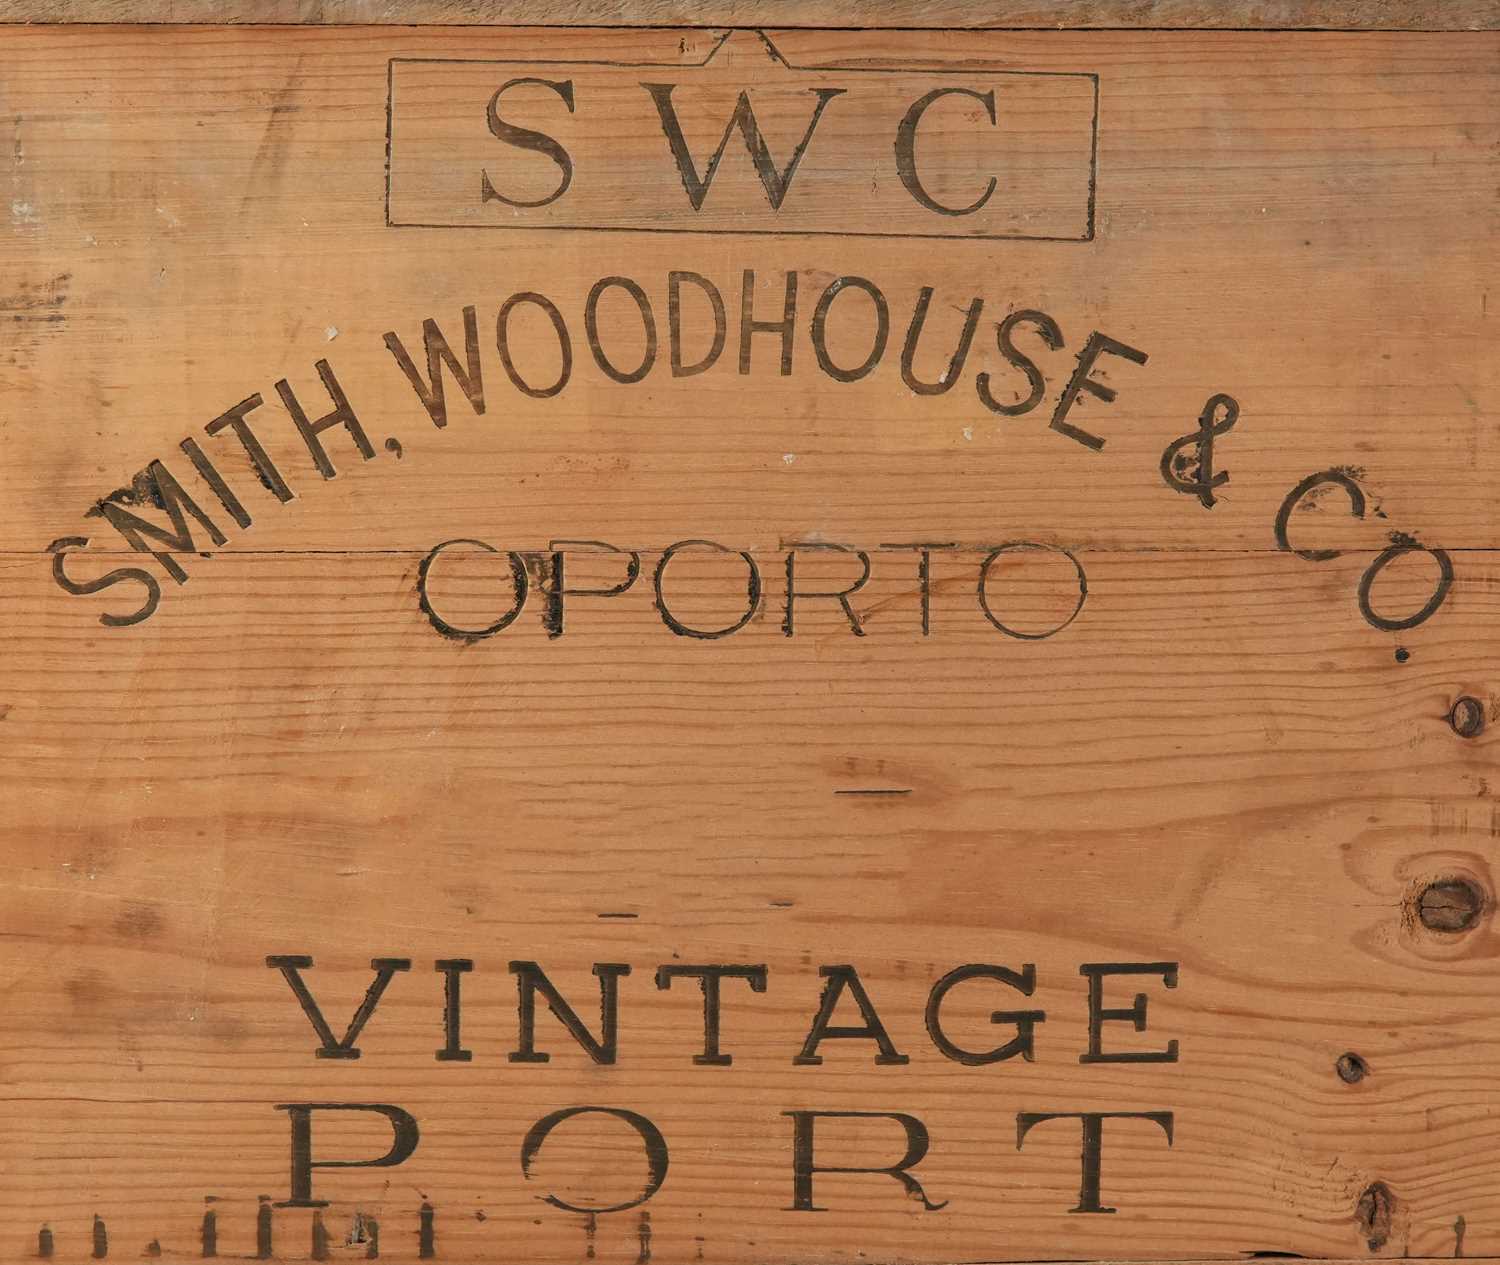 SWC
SMITH, WOODHOUSE & CO.
OPORTO
VINTAGE
PORT